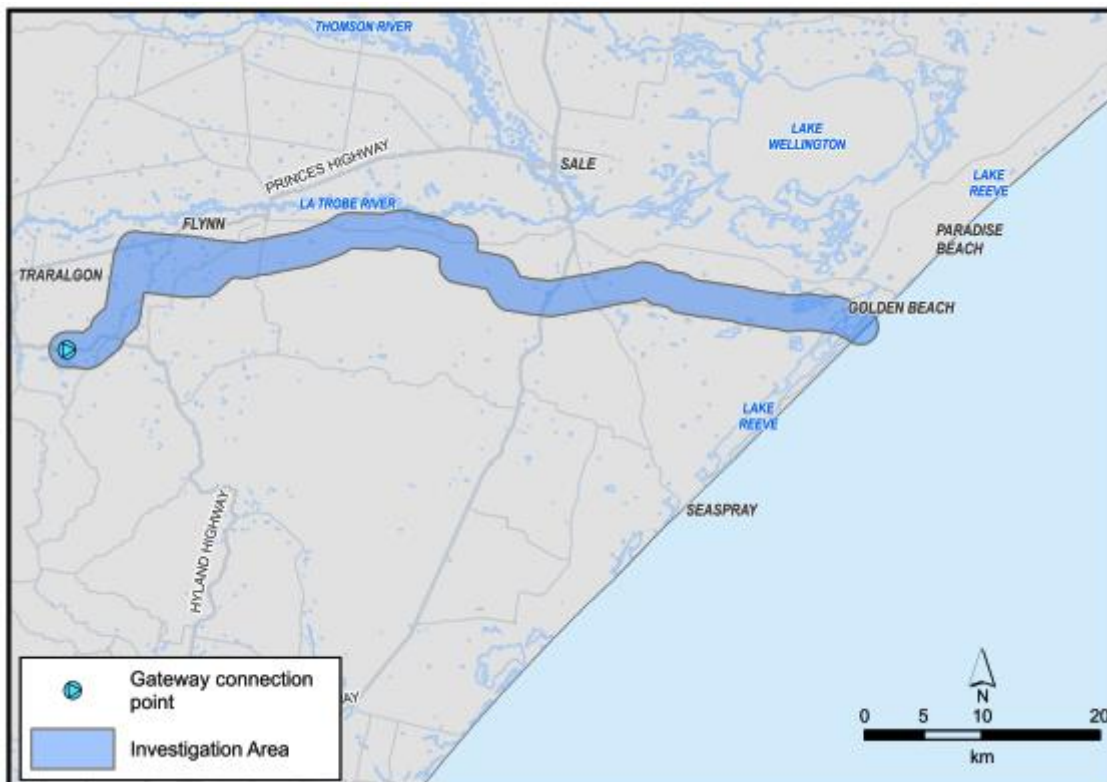 THOMSON RIVER
LAKE
WELLINGTON
PRINCES HIGHWAY
SALE
LAKE
REEVE
LA TROBE RIVER
FLYNN
PARADISE
BEACH
TRARALGON
GOLDEN BEACH
LAKE
REEVE
SEASPRAY
HYLAND HIGHWAY
Gateway connection
point
Investigation Area
N
0 5 10 20
km